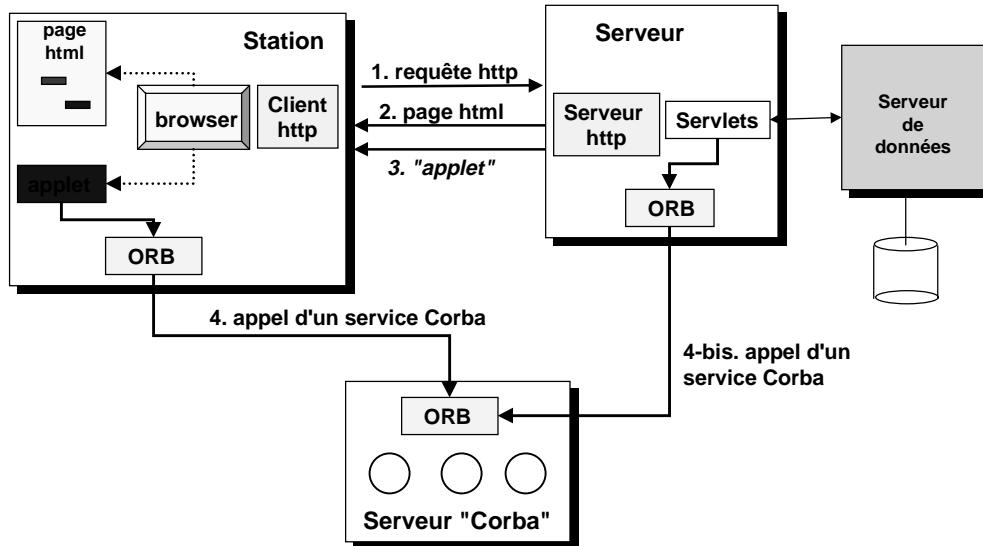 page
html
Station
browser
Client
http
applet
ORB
1. requête http
2. page html
3. "applet"
Serveur
Serveur
http
Servlets
ORB
Serveur
de
données
4. appel d'un service Corba
4-bis. appel d'un
service Corba
ORB
Serveur "Corba"